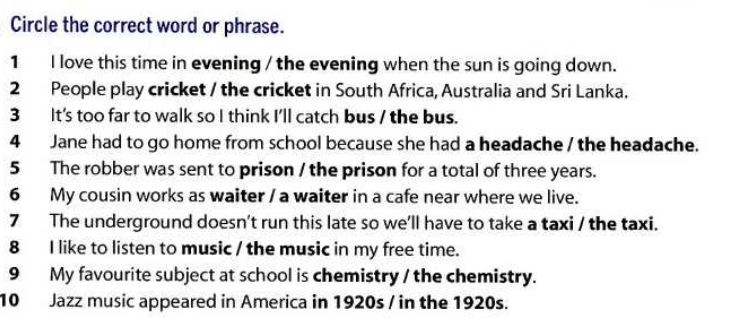 Circle the correct word or phrase.
1 I love this time in evening / the evening when the sun is going down.
2 People play cricket / the cricket in South Africa, Australia and Sri Lanka.
3 It's too far to walk so I think I'll catch bus / the bus.
4 Jane had to go home from school because she had a headache / the headache.
5 The robber was sent to prison / the prison for a total of three years.
6 My cousin works as waiter / a waiter in a cafe near where we live.
7 The underground doesn't run this late so we'll have to take a taxi / the taxi.
8 I like to listen to music / the music in my free time.
9 My favourite subject at school is chemistry / the chemistry.
10 Jazz music appeared in America in 1920s / in the 1920s.